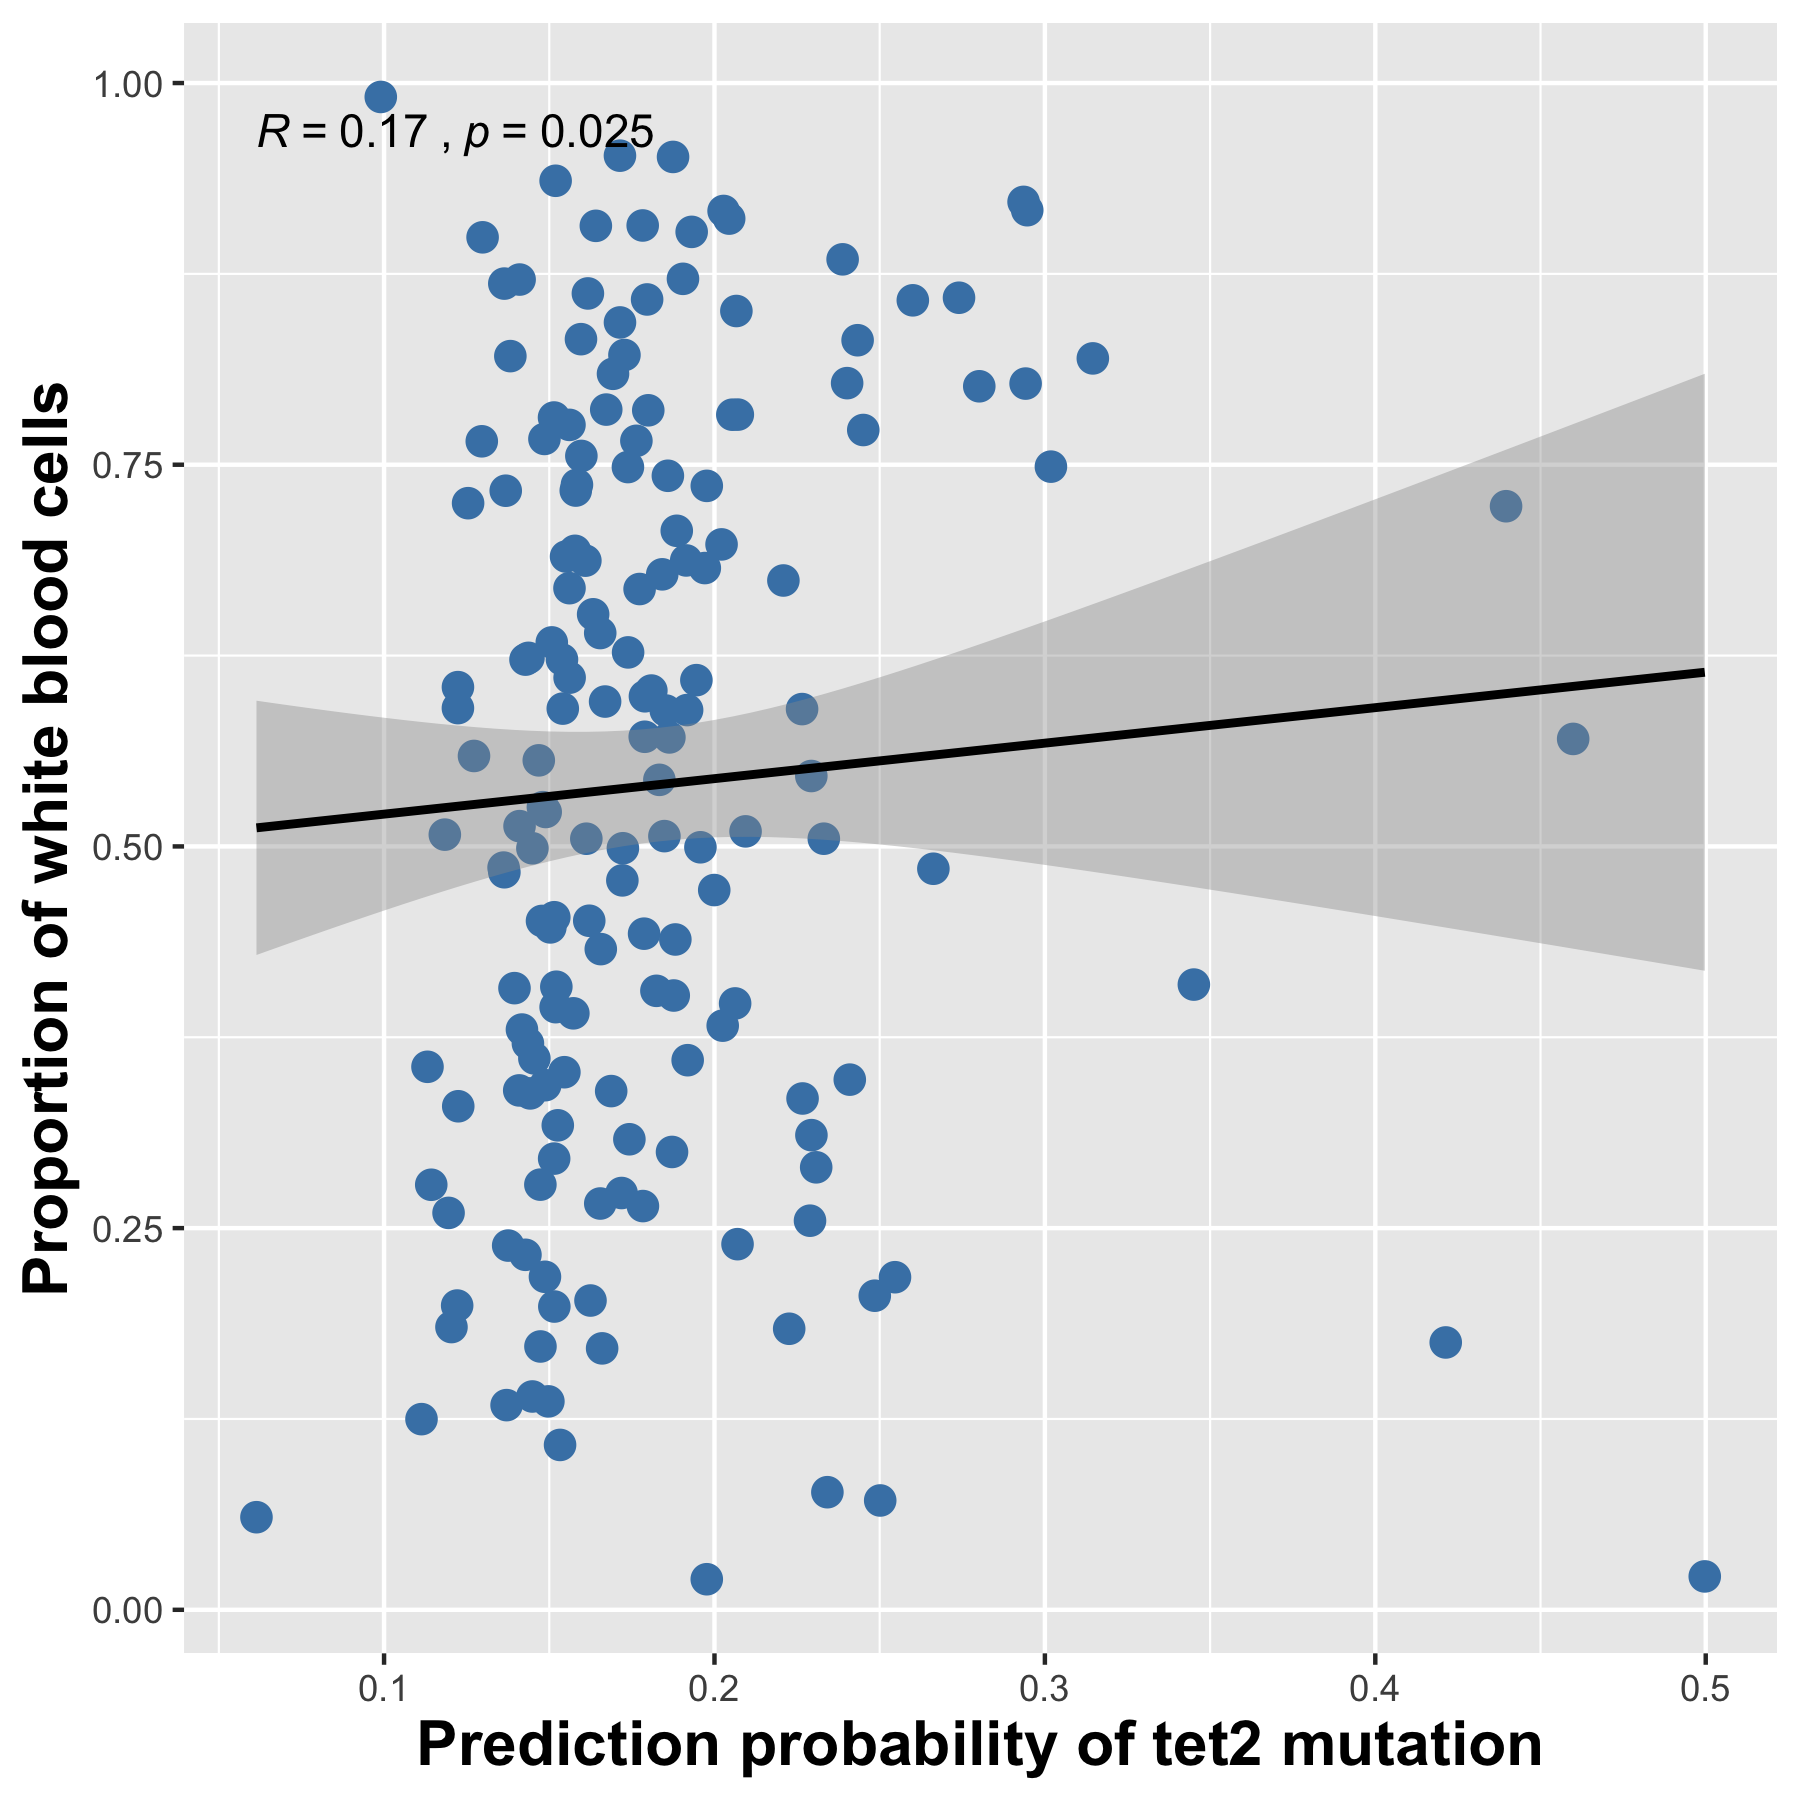 R = 0.17 , p = 0.025
1.00
0.75
0.50
0.25
0.00
Proportion of white blood cells
0.1 0.2 0.3 0.4 0.5
Prediction probability of tet2 mutation